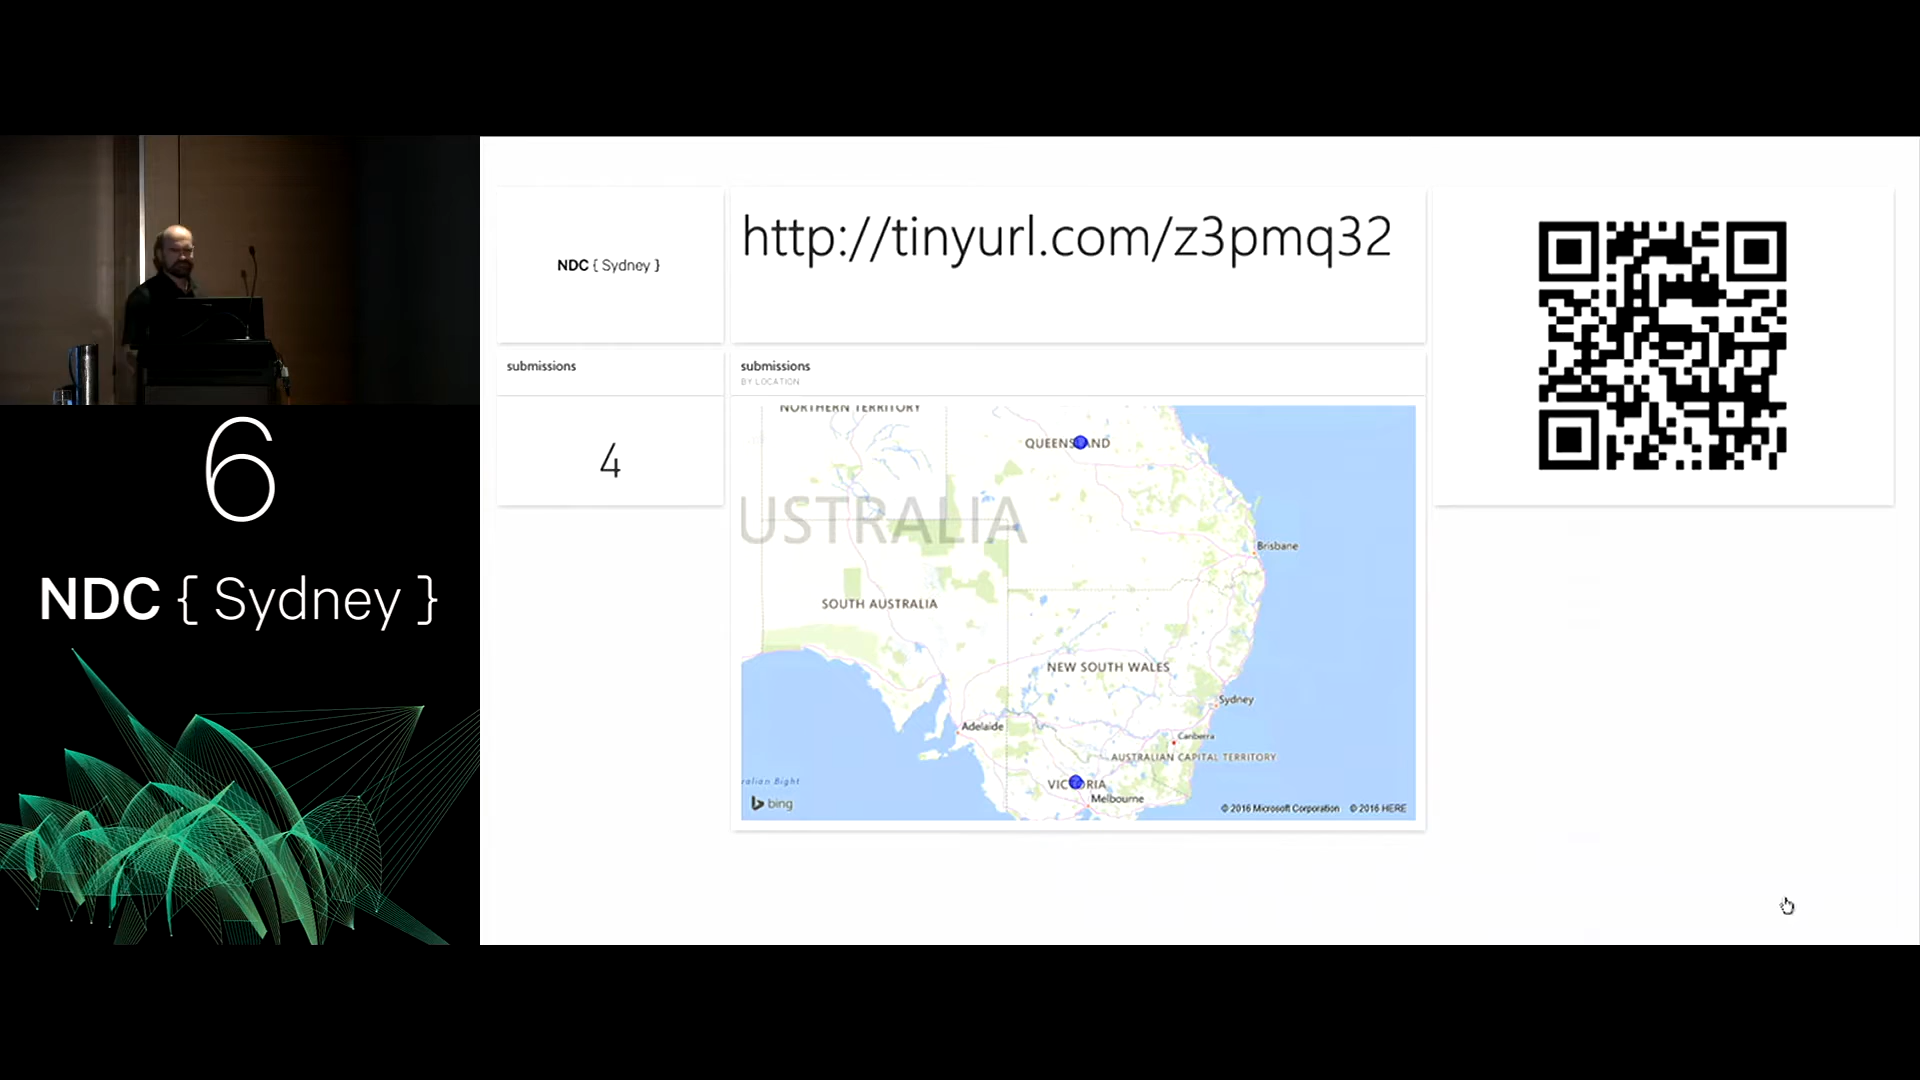 6
NDC { Sydney }
NDC { Sydney }
http://tinyurl.com/z3pmq32
submissions
4
submissions
BY LOCATION
NORTHERN TERRITORY
QUEENSLAND
USTRALIA
Brisbane
SOUTH AUSTRALIA
NEW SOUTH WALES
Sydney
Adelaide
Canberra
AUSTRALIAN CAPITAL TERRITORY
ralian Bight
VICTORIA
Melbourne
bing
© 2016 Microsoft Corporation © 2016 HERE